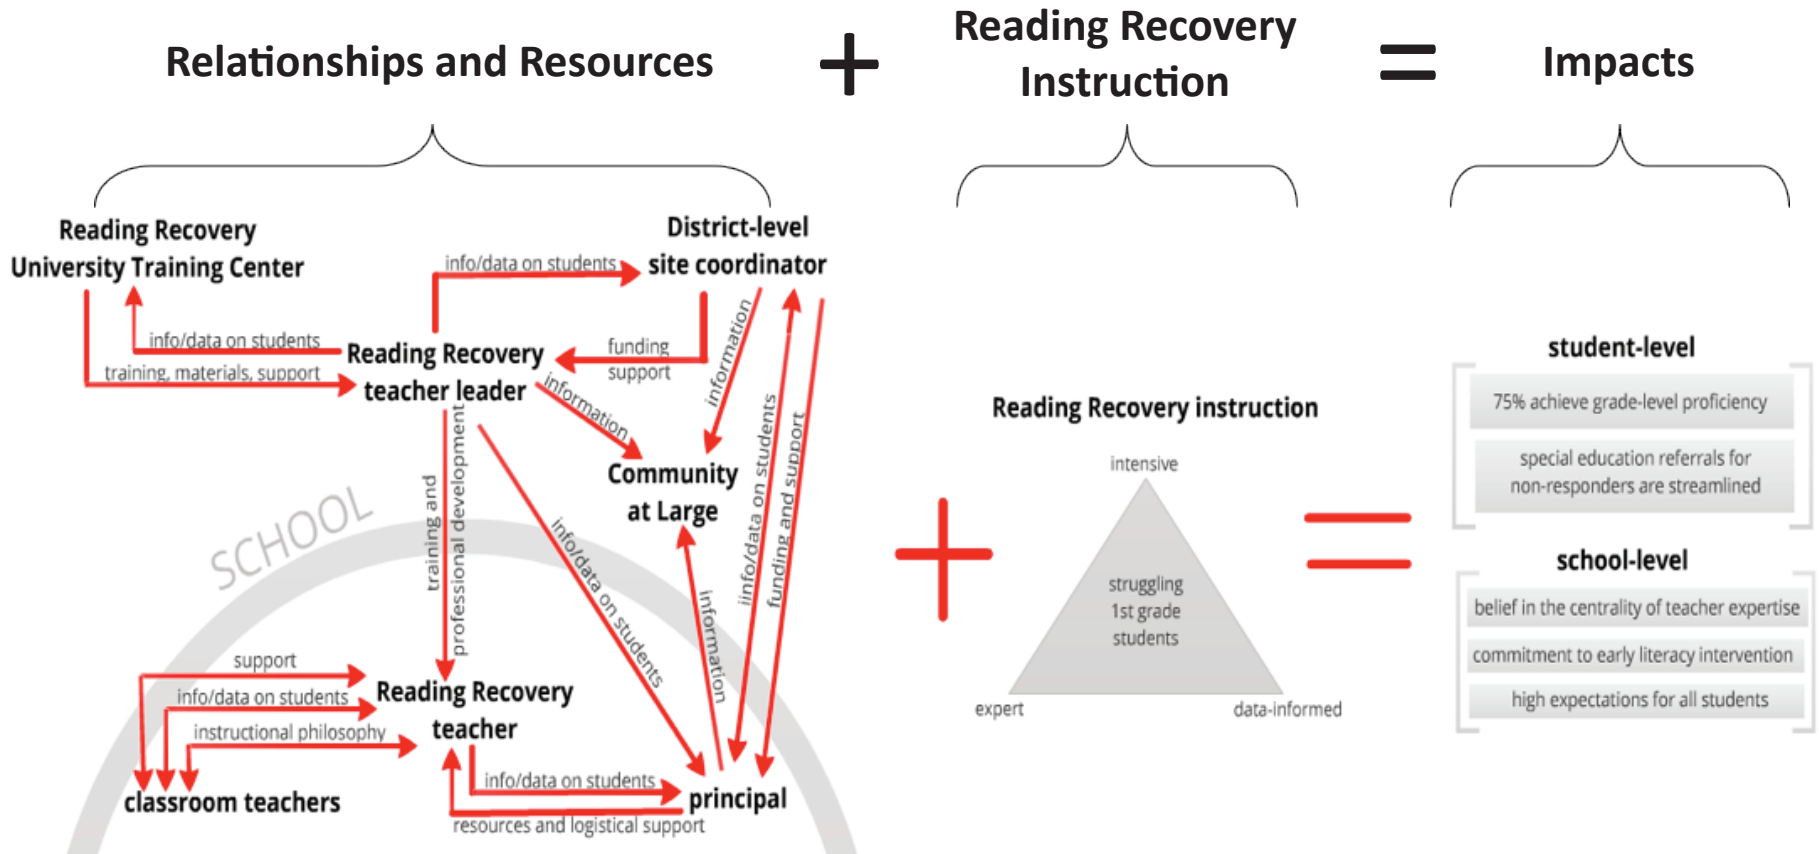 Relationships and Resources
+
Reading Recovery
Instruction
=
Impacts
Reading Recovery
University Training Center
District-level
site coordinator
info/data on students
info/data on students
training, materials, support
Reading Recovery
teacher leader
funding
support
information
information
Community
at Large
training and
professional development
info/data on students
iinfo/data on students
funding and support
information
SCHOOL
support
info/data on students
instructional philosophy
Reading Recovery
teacher
classroom teachers
info/data on students
resources and logistical support
principal
+
Reading Recovery instruction
intensive
struggling
1st grade
students
expert
data-informed
=
student-level
75% achieve grade-level proficiency
special education referrals for
non-responders are streamlined
school-level
belief in the centrality of teacher expertise
commitment to early literacy intervention
high expectations for all students